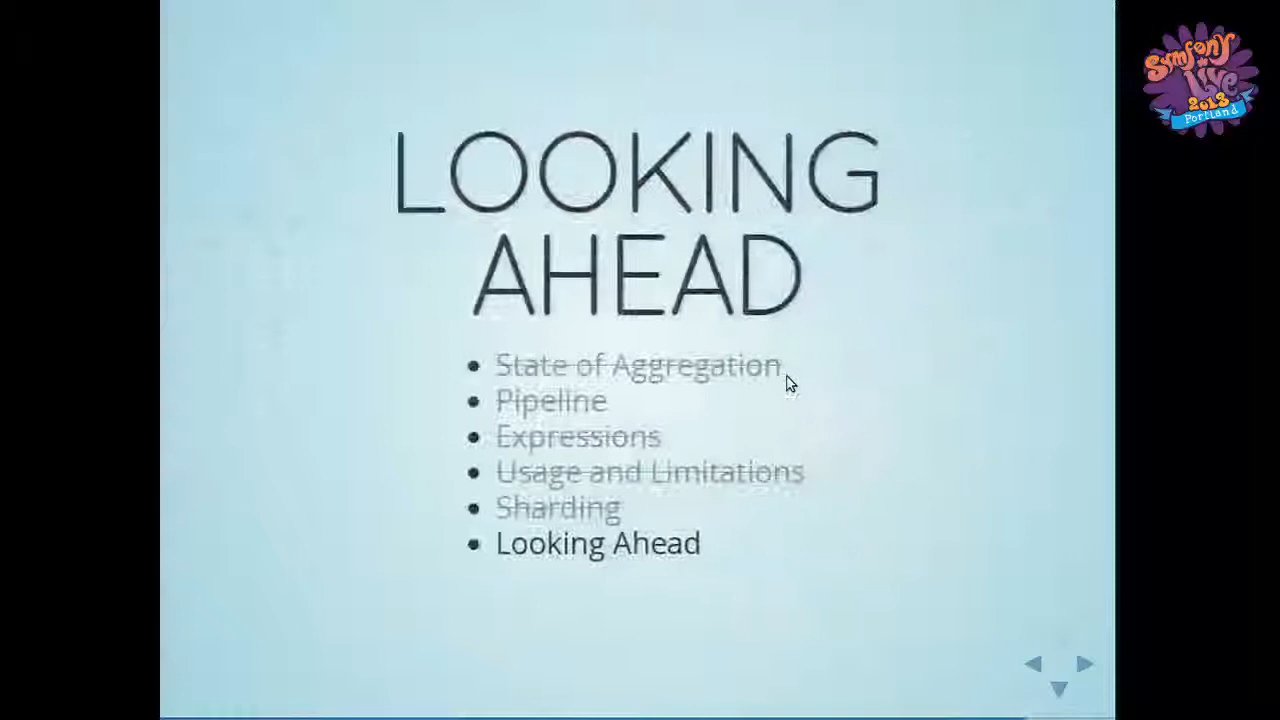 LOOKING
AHEAD
State of Aggregation
Pipeline
Expressions
Usage and Limitations
Sharding
Looking Ahead
Symfony
Live
2013
Portland